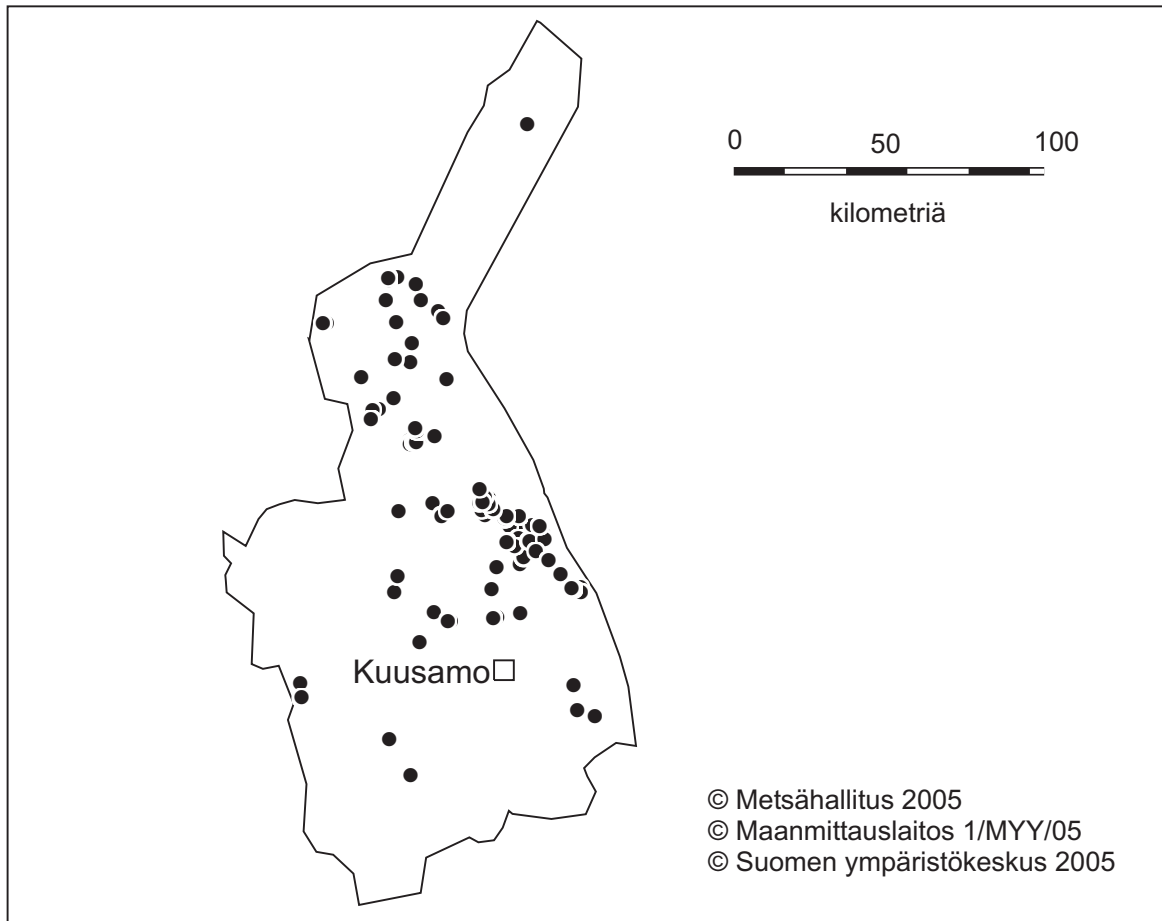 0 50 100
kilometriä
Kuusamo
© Metsähallitus 2005
© Maanmittauslaitos 1/MYY/05
© Suomen ympäristökeskus 2005